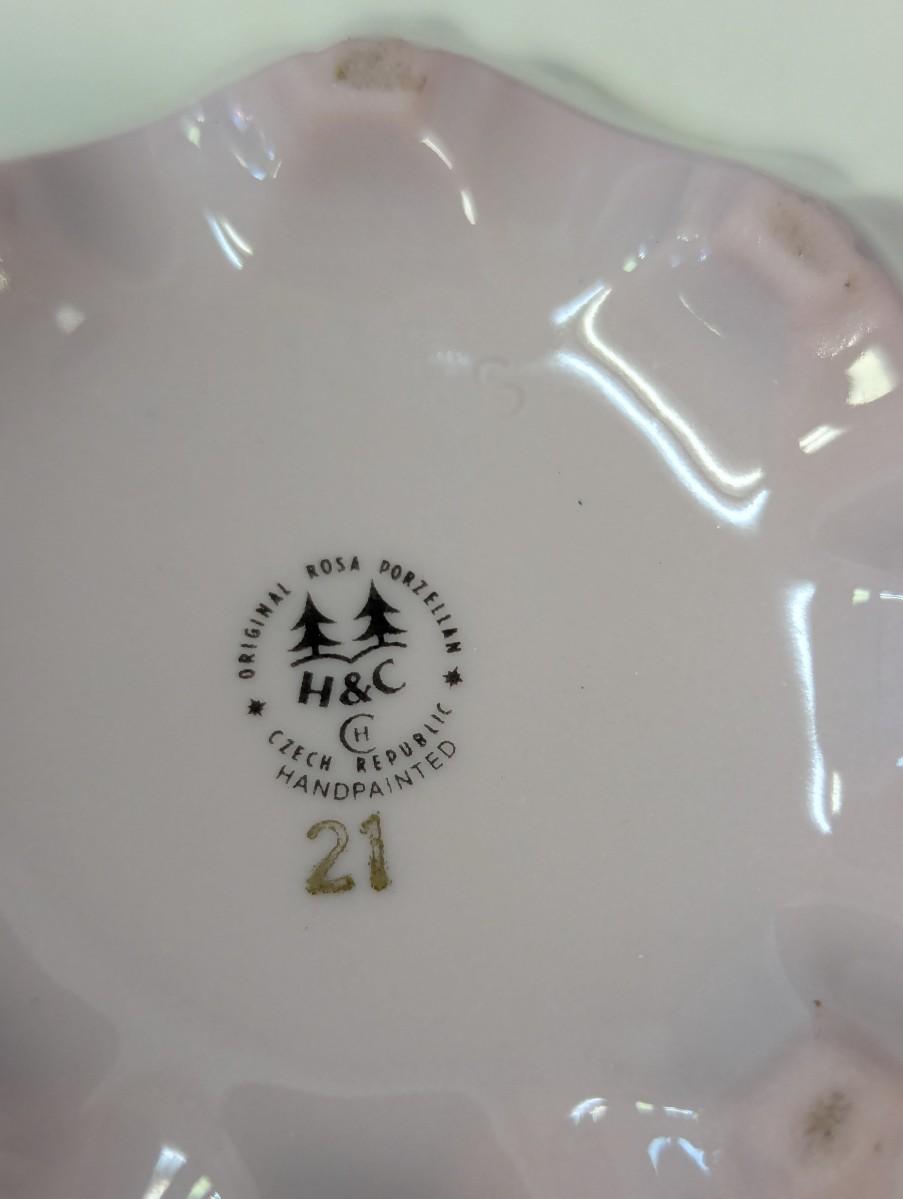 S
ORIGINAL ROSA PORZELLAN
H&C
CH
CZECH REPUBLIC
HANDPAINTED
21